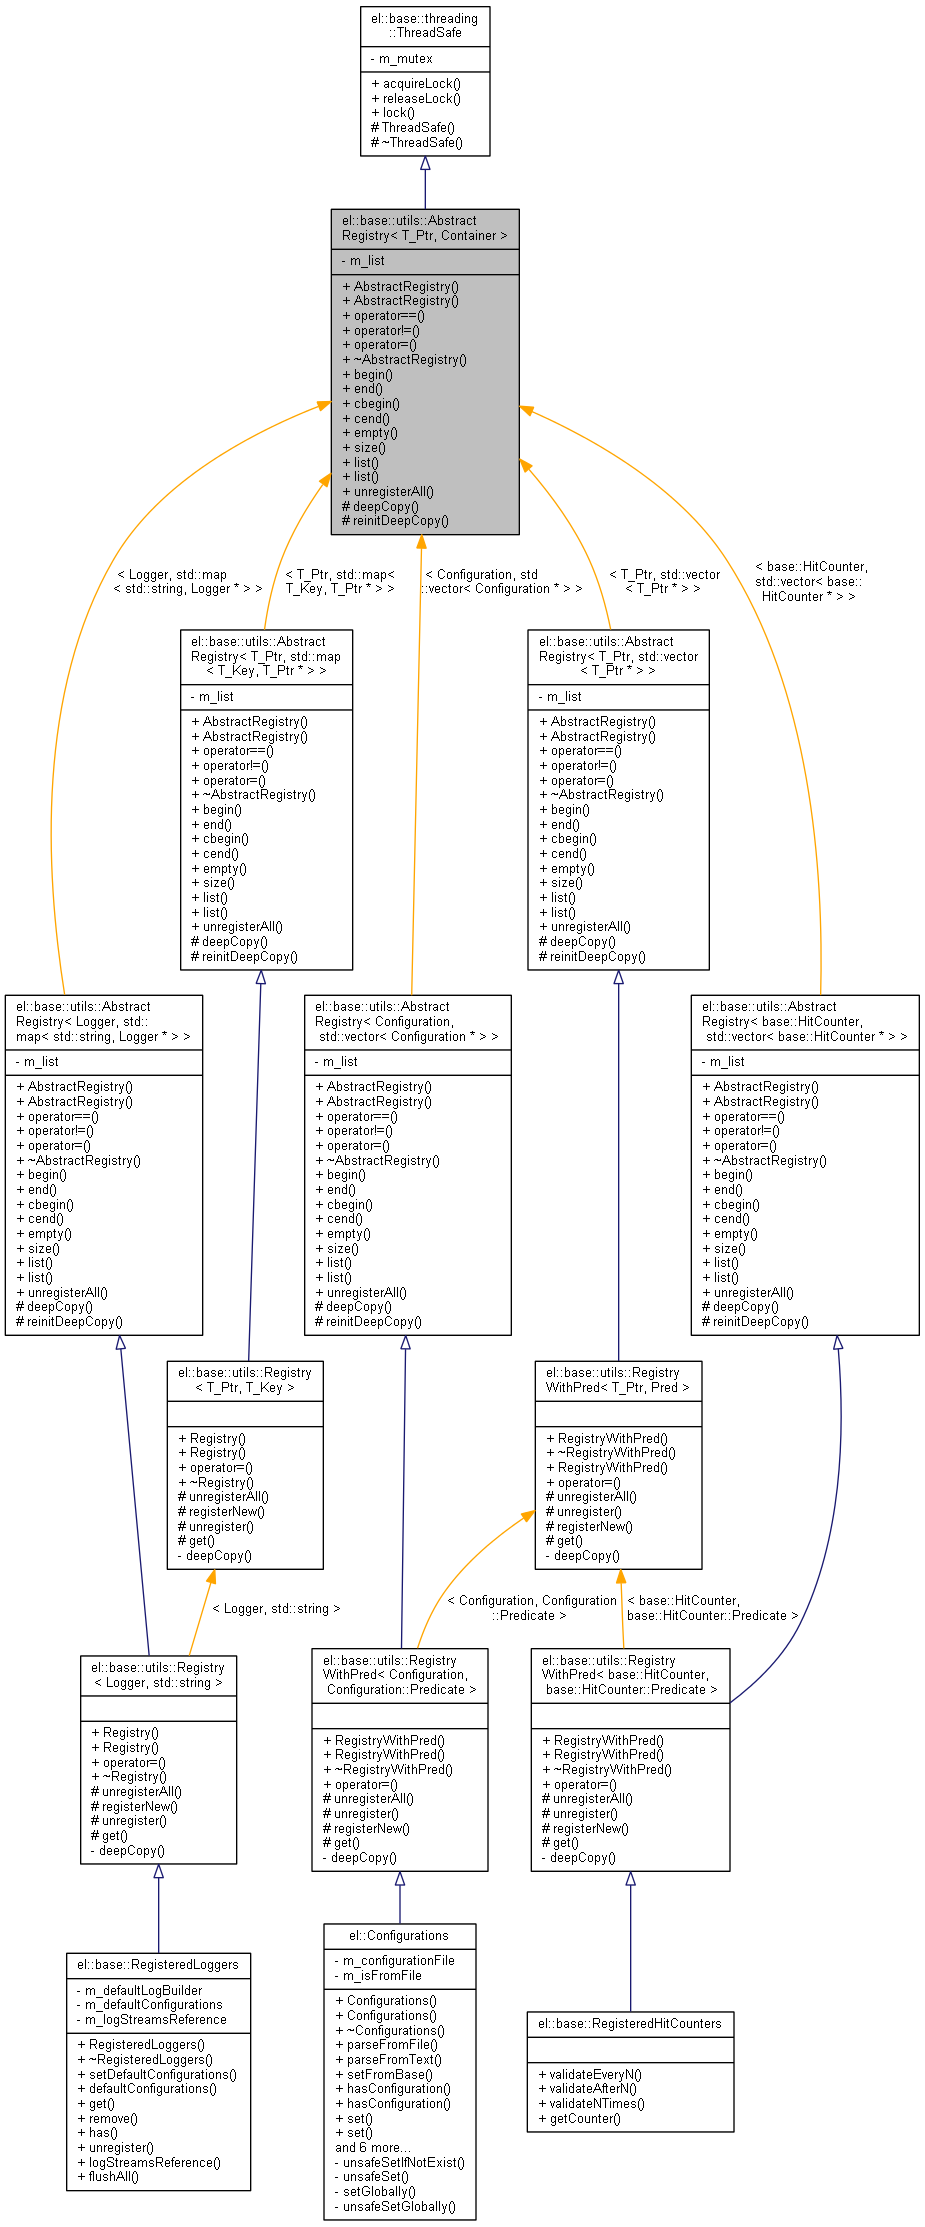 el::base::threading
::ThreadSafe
- m_mutex
+ acquireLock()
+ releaseLock()
+ lock()
# ThreadSafe()
# ~ThreadSafe()
el::base::utils::Abstract
Registry< T_Ptr, Container >
- m_list
+ AbstractRegistry()
+ AbstractRegistry()
+ operator==()
+ operator!=()
+ operator=()
+ ~AbstractRegistry()
+ begin()
+ end()
+ cbegin()
+ cend()
+ empty()
+ size()
+ list()
+ list()
+ unregisterAll()
# deepCopy()
# reinitDeepCopy()
< Logger, std::map
< std::string, Logger * > >
< T_Ptr, std::map<
T_Key, T_Ptr * > >
< Configuration, std
::vector< Configuration * > >
< T_Ptr, std::vector
< T_Ptr * > >
< base::HitCounter,
std::vector< base::
HitCounter * > >
el::base::utils::Abstract
Registry< T_Ptr, std::map
< T_Key, T_Ptr * > >
- m_list
+ AbstractRegistry()
+ AbstractRegistry()
+ operator==()
+ operator!=()
+ operator=()
+ ~AbstractRegistry()
+ begin()
+ end()
+ cbegin()
+ cend()
+ empty()
+ size()
+ list()
+ list()
+ unregisterAll()
# deepCopy()
# reinitDeepCopy()
el::base::utils::Abstract
Registry< T_Ptr, std::vector
< T_Ptr * > >
- m_list
+ AbstractRegistry()
+ AbstractRegistry()
+ operator==()
+ operator!=()
+ operator=()
+ ~AbstractRegistry()
+ begin()
+ end()
+ cbegin()
+ cend()
+ empty()
+ size()
+ list()
+ list()
+ unregisterAll()
# deepCopy()
# reinitDeepCopy()
el::base::utils::Abstract
Registry< Logger, std::
map< std::string, Logger * > >
- m_list
+ AbstractRegistry()
+ AbstractRegistry()
+ operator==()
+ operator!=()
+ operator=()
+ ~AbstractRegistry()
+ begin()
+ end()
+ cbegin()
+ cend()
+ empty()
+ size()
+ list()
+ list()
+ unregisterAll()
# deepCopy()
# reinitDeepCopy()
el::base::utils::Abstract
Registry< Configuration,
std::vector< Configuration * > >
- m_list
+ AbstractRegistry()
+ AbstractRegistry()
+ operator==()
+ operator!=()
+ operator=()
+ ~AbstractRegistry()
+ begin()
+ end()
+ cbegin()
+ cend()
+ empty()
+ size()
+ list()
+ list()
+ unregisterAll()
# deepCopy()
# reinitDeepCopy()
el::base::utils::Abstract
Registry< base::HitCounter,
std::vector< base::HitCounter * > >
- m_list
+ AbstractRegistry()
+ AbstractRegistry()
+ operator==()
+ operator!=()
+ operator=()
+ ~AbstractRegistry()
+ begin()
+ end()
+ cbegin()
+ cend()
+ empty()
+ size()
+ list()
+ list()
+ unregisterAll()
# deepCopy()
# reinitDeepCopy()
el::base::utils::Registry
< T_Ptr, T_Key >
+ Registry()
+ Registry()
+ operator=()
+ ~Registry()
# unregisterAll()
# registerNew()
# unregister()
# get()
- deepCopy()
el::base::utils::Registry
WithPred< T_Ptr, Pred >
+ RegistryWithPred()
+ ~RegistryWithPred()
+ RegistryWithPred()
+ operator=()
# unregisterAll()
# unregister()
# registerNew()
# get()
- deepCopy()
< Logger, std::string >
< Configuration, Configuration
::Predicate >
< base::HitCounter,
base::HitCounter::Predicate >
el::base::utils::Registry
< Logger, std::string >
+ Registry()
+ Registry()
+ operator=()
+ ~Registry()
# unregisterAll()
# registerNew()
# unregister()
# get()
- deepCopy()
el::base::utils::Registry
WithPred< Configuration,
Configuration::Predicate >
+ RegistryWithPred()
+ RegistryWithPred()
+ ~RegistryWithPred()
+ operator=()
# unregisterAll()
# unregister()
# registerNew()
# get()
- deepCopy()
el::base::utils::Registry
WithPred< base::HitCounter,
base::HitCounter::Predicate >
+ RegistryWithPred()
+ RegistryWithPred()
+ ~RegistryWithPred()
+ operator=()
# unregisterAll()
# unregister()
# registerNew()
# get()
- deepCopy()
el::base::RegisteredLoggers
- m_defaultLogBuilder
- m_defaultConfigurations
- m_logStreamsReference
+ RegisteredLoggers()
+ ~RegisteredLoggers()
+ setDefaultConfigurations()
+ defaultConfigurations()
+ get()
+ remove()
+ has()
+ unregister()
+ logStreamsReference()
+ flushAll()
el::Configurations
- m_configurationFile
- m_isFromFile
+ Configurations()
+ Configurations()
+ ~Configurations()
+ parseFromFile()
+ parseFromText()
+ setFromBase()
+ hasConfiguration()
+ hasConfiguration()
+ set()
+ set()
and 6 more...
- unsafeSetIfNotExist()
- unsafeSet()
- setGlobally()
- unsafeSetGlobally()
el::base::RegisteredHitCounters
+ validateEveryN()
+ validateAfterN()
+ validateNTimes()
+ getCounter()